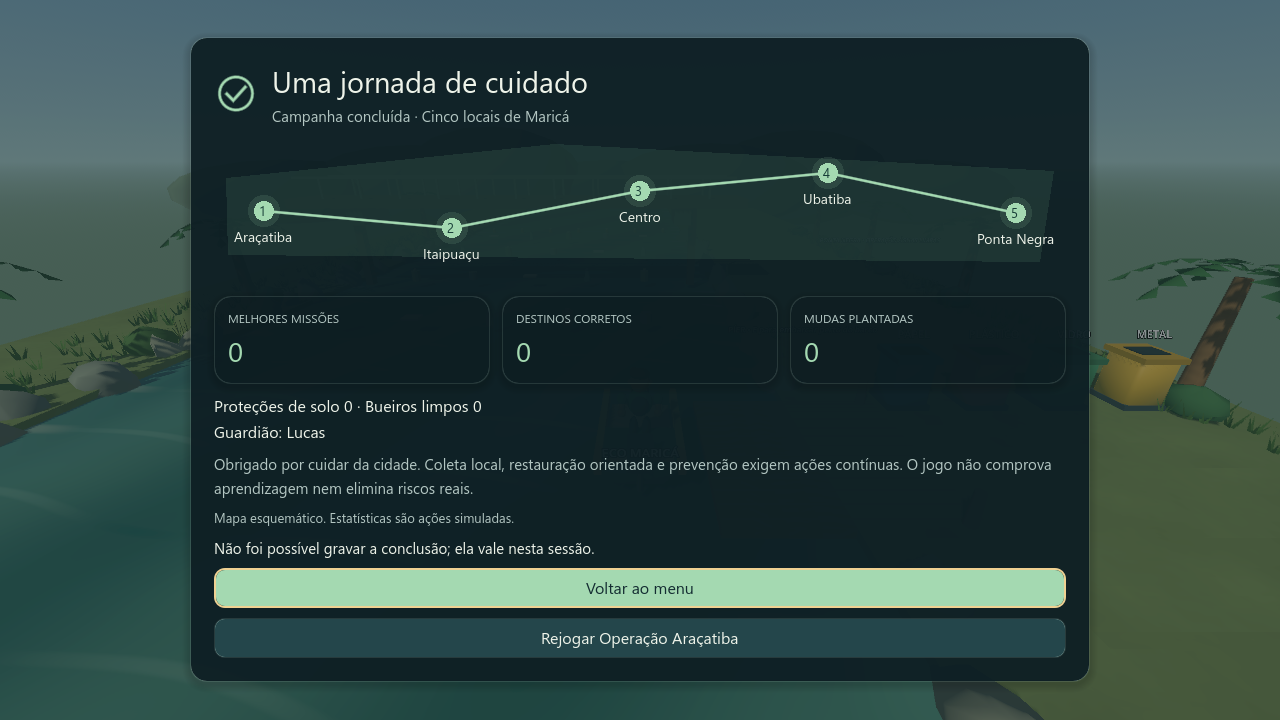 Uma jornada de cuidado
Campanha concluída · Cinco locais de Maricá
1
2
3
4
5
Araçatiba
Itaipuaçu
Centro
Ubatiba
Ponta Negra
METAL
MELHORES MISSÕES
0
DESTINOS CORRETOS
0
MUDAS PLANTADAS
0
Proteções de solo 0 · Bueiros limpos 0
Guardião: Lucas
Obrigado por cuidar da cidade. Coleta local, restauração orientada e prevenção exigem ações contínuas. O jogo não comprova
aprendizagem nem elimina riscos reais.
Mapa esquemático. Estatísticas são ações simuladas.
Não foi possível gravar a conclusão; ela vale nesta sessão.
Voltar ao menu
Rejogar Operação Araçatiba